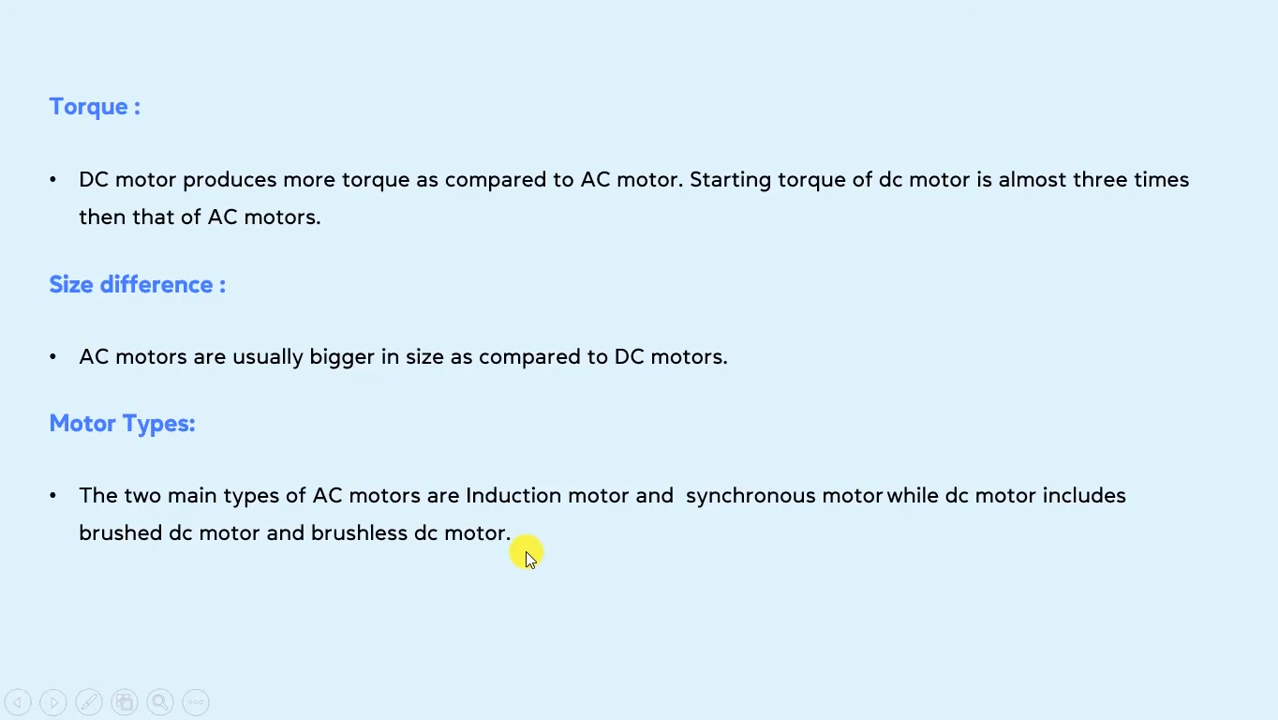 Torque :
• DC motor produces more torque as compared to AC motor. Starting torque of dc motor is almost three times
then that of AC motors.
Size difference :
• AC motors are usually bigger in size as compared to DC motors.
Motor Types:
• The two main types of AC motors are Induction motor and  synchronous motor while dc motor includes
brushed dc motor and brushless dc motor.